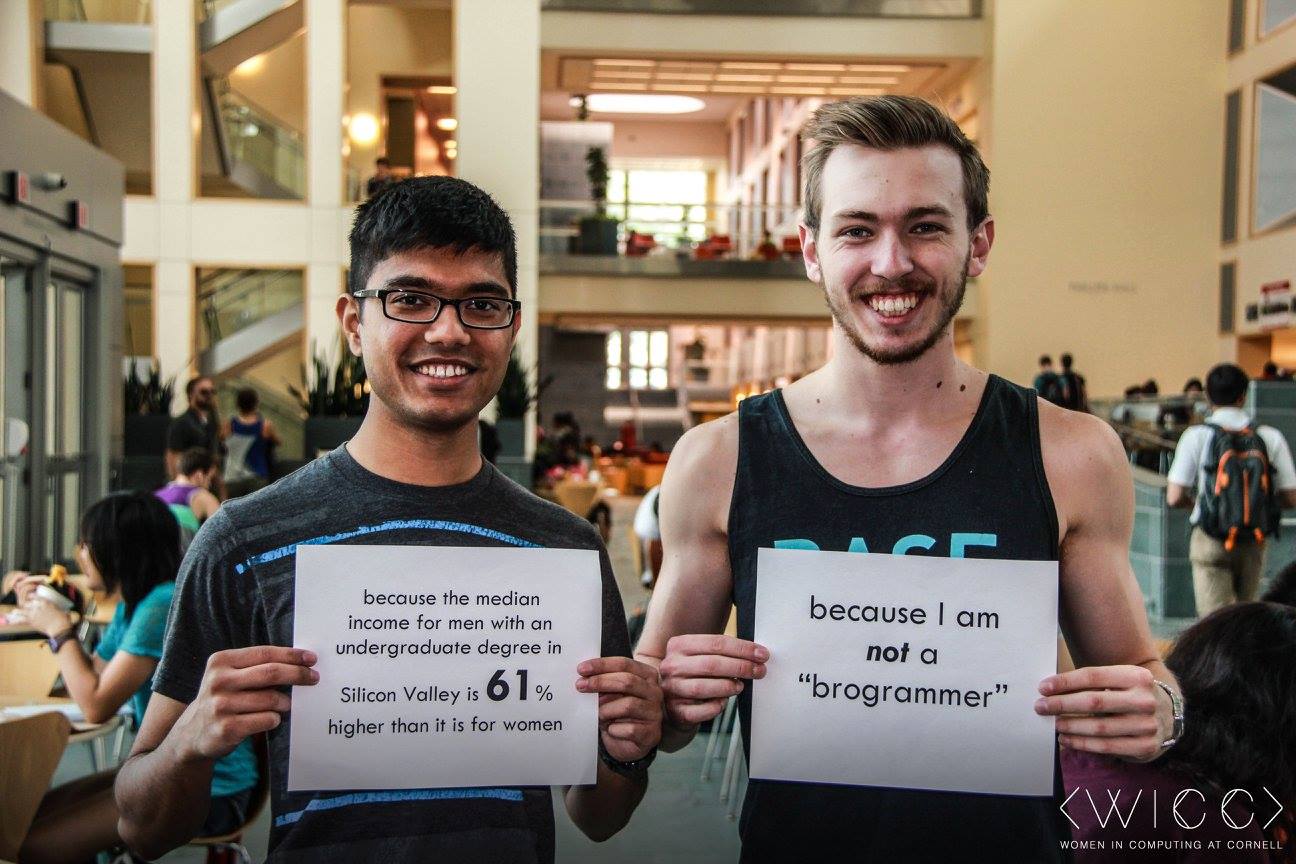 because the median
income for men with an
undergraduate degree in
Silicon Valley is 61%
higher than it is for women
because I am
not a
“brogrammer”
<WICC>
WOMEN IN COMPUTING AT CORNELL